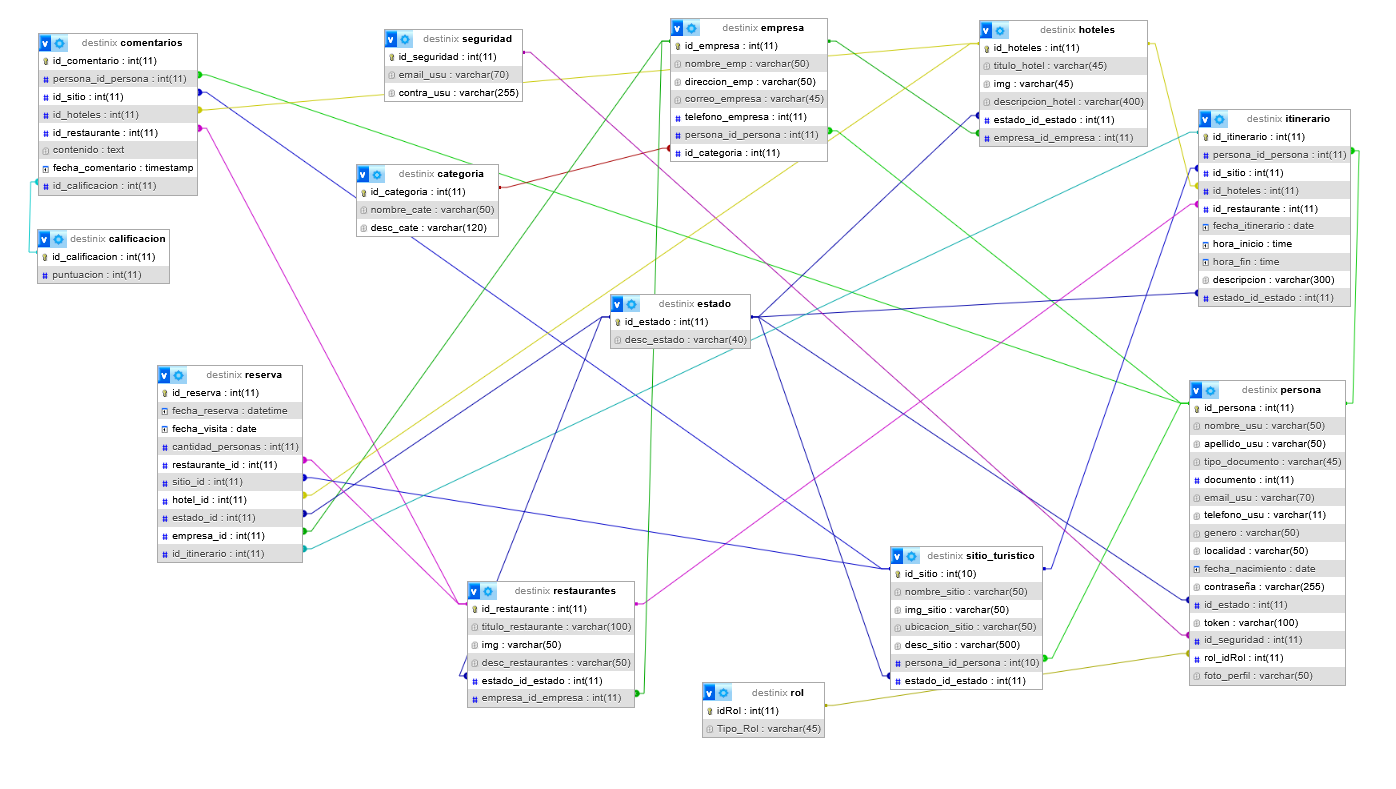 destinix comentarios
id_comentario : int(11)
persona_id_persona : int(11)
id_sitio : int(11)
id_hoteles : int(11)
id_restaurante : int(11)
contenido : text
fecha_comentario : timestamp
id_calificacion : int(11)
destinix calificacion
id_calificacion : int(11)
puntuacion : int(11)
destinix seguridad
id_seguridad : int(11)
email_usu : varchar(70)
contra_usu : varchar(255)
destinix categoria
id_categoria : int(11)
nombre_cate : varchar(50)
desc_cate : varchar(120)
destinix empresa
id_empresa : int(11)
nombre_emp : varchar(50)
direccion_emp : varchar(50)
correo_empresa : varchar(45)
telefono_empresa : int(11)
persona_id_persona : int(11)
id_categoria : int(11)
destinix hoteles
id_hoteles : int(11)
titulo_hotel : varchar(45)
img : varchar(45)
descripcion_hotel : varchar(400)
estado_id_estado : int(11)
empresa_id_empresa : int(11)
destinix itinerario
id_itinerario : int(11)
persona_id_persona : int(11)
id_sitio : int(11)
id_hoteles : int(11)
id_restaurante : int(11)
fecha_itinerario : date
hora_inicio : time
hora_fin : time
descripcion : varchar(300)
estado_id_estado : int(11)
destinix estado
id_estado : int(11)
desc_estado : varchar(40)
destinix reserva
id_reserva : int(11)
fecha_reserva : datetime
fecha_visita : date
cantidad_personas : int(11)
restaurante_id : int(11)
sitio_id : int(11)
hotel_id : int(11)
estado_id : int(11)
empresa_id : int(11)
id_itinerario : int(11)
destinix persona
id_persona : int(11)
nombre_usu : varchar(50)
apellido_usu : varchar(50)
tipo_documento : varchar(45)
documento : int(11)
email_usu : varchar(70)
telefono_usu : varchar(11)
genero : varchar(50)
localidad : varchar(50)
fecha_nacimiento : date
contraseña : varchar(255)
id_estado : int(11)
token : varchar(100)
id_seguridad : int(11)
rol_idRol : int(11)
foto_perfil : varchar(50)
destinix restaurantes
id_restaurante : int(11)
titulo_restaurante : varchar(100)
img : varchar(50)
desc_restaurantes : varchar(50)
estado_id_estado : int(11)
empresa_id_empresa : int(11)
destinix sitio_turistico
id_sitio : int(10)
nombre_sitio : varchar(50)
img_sitio : varchar(50)
ubicacion_sitio : varchar(50)
desc_sitio : varchar(500)
persona_id_persona : int(10)
estado_id_estado : int(11)
destinix rol
idRol : int(11)
Tipo_Rol : varchar(45)